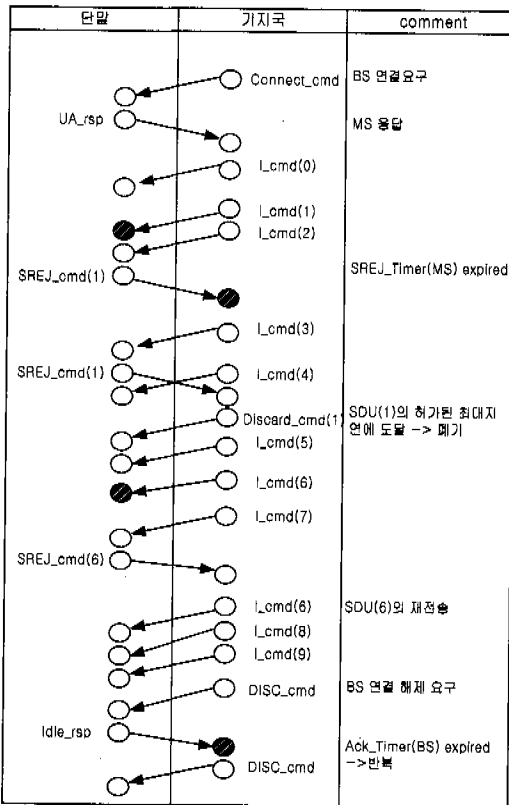 단말 가지국 comment
Connect_cmd BS 연결요구
UA_rsp
MS 응답
I_cmd(0)
I_cmd(1)
I_cmd(2)
SREJ_cmd(1) SREJ_Timer(MS) expired
I_cmd(3)
SREJ_cmd(1) I_cmd(4)
Discard_cmd(1) SDU(1)의 허가된 최대지
연에 도달 -> 폐기
I_cmd(5)
I_cmd(6)
I_cmd(7)
SREJ_cmd(6)
I_cmd(6) SDU(6)의 재전송
I_cmd(8)
I_cmd(9)
DISC_cmd BS 연결 해제 요구
Idle_rsp
Ack_Timer(BS) expired
DISC_cmd ->반복